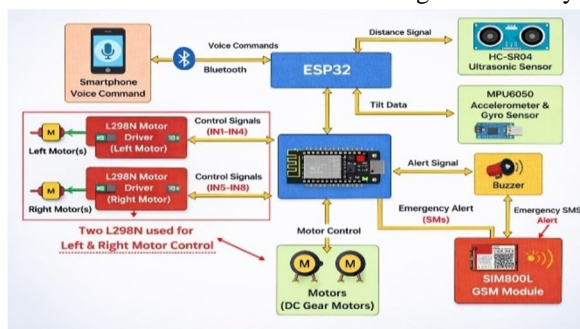 Smartphone
Voice Command
Voice Commands
Bluetooth
ESP32
Distance Signal
HC-SR04
Ultrasonic Sensor
Tilt Data
MPU6050
Accelerometer &
Gyro Sensor
M
Left Motor(s)
L298N Motor
Driver
(Left Motor)
Control Signals
(IN1-IN4)
M
Right Motor(s)
L298N Motor
Driver
(Right Motor)
Control Signals
(IN5-IN8)
Two L298N used for
Left & Right Motor Control
Motor Control
M
M
Motors
(DC Gear Motors)
Alert Signal
Buzzer
Emergency Alert
(SMs)
Emergency SMS
Alert
SIM800L
GSM Module